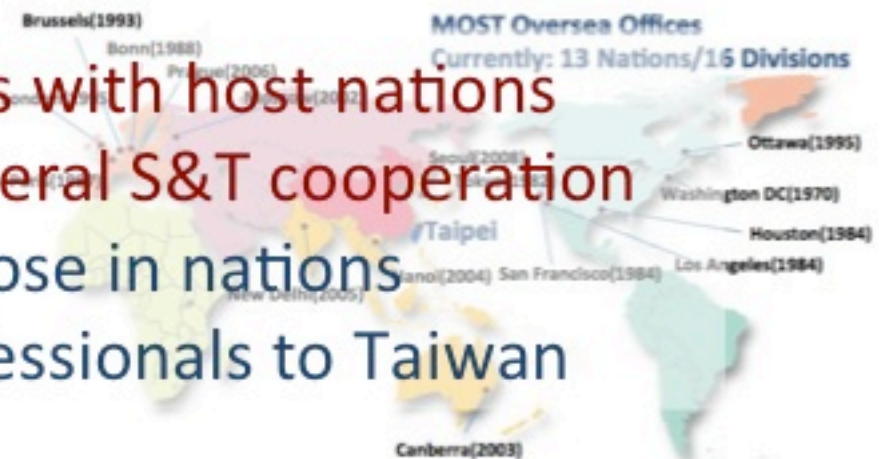 Brussels(1993)
MOST Oversea Offices
Bonn(1988)
Currently: 13 Nations/16 Divisions
Prague(2006)
s with host nations
Ottawa(1995)
Seoul(2008)
eral S&T cooperation
Washington DC(1970)
Taipei
Houston(1984)
ose in nations
Hanoi(2004) San Francisco(1984) Los Angeles(1984)
New Delhi(2005)
essionals to Taiwan
Canberra(2003)